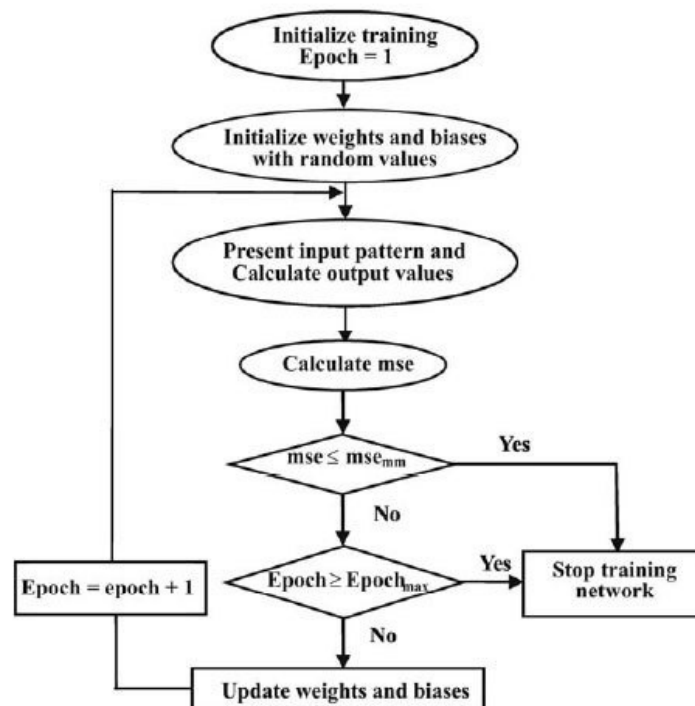 Initialize training
Epoch = 1
Initialize weights and biases
with random values
Present input pattern and
Calculate output values
Calculate mse
mse ≤ mse_mm
Yes
No
Epoch = epoch + 1
Epoch ≥ Epoch_max
Yes
Stop training
network
No
Update weights and biases